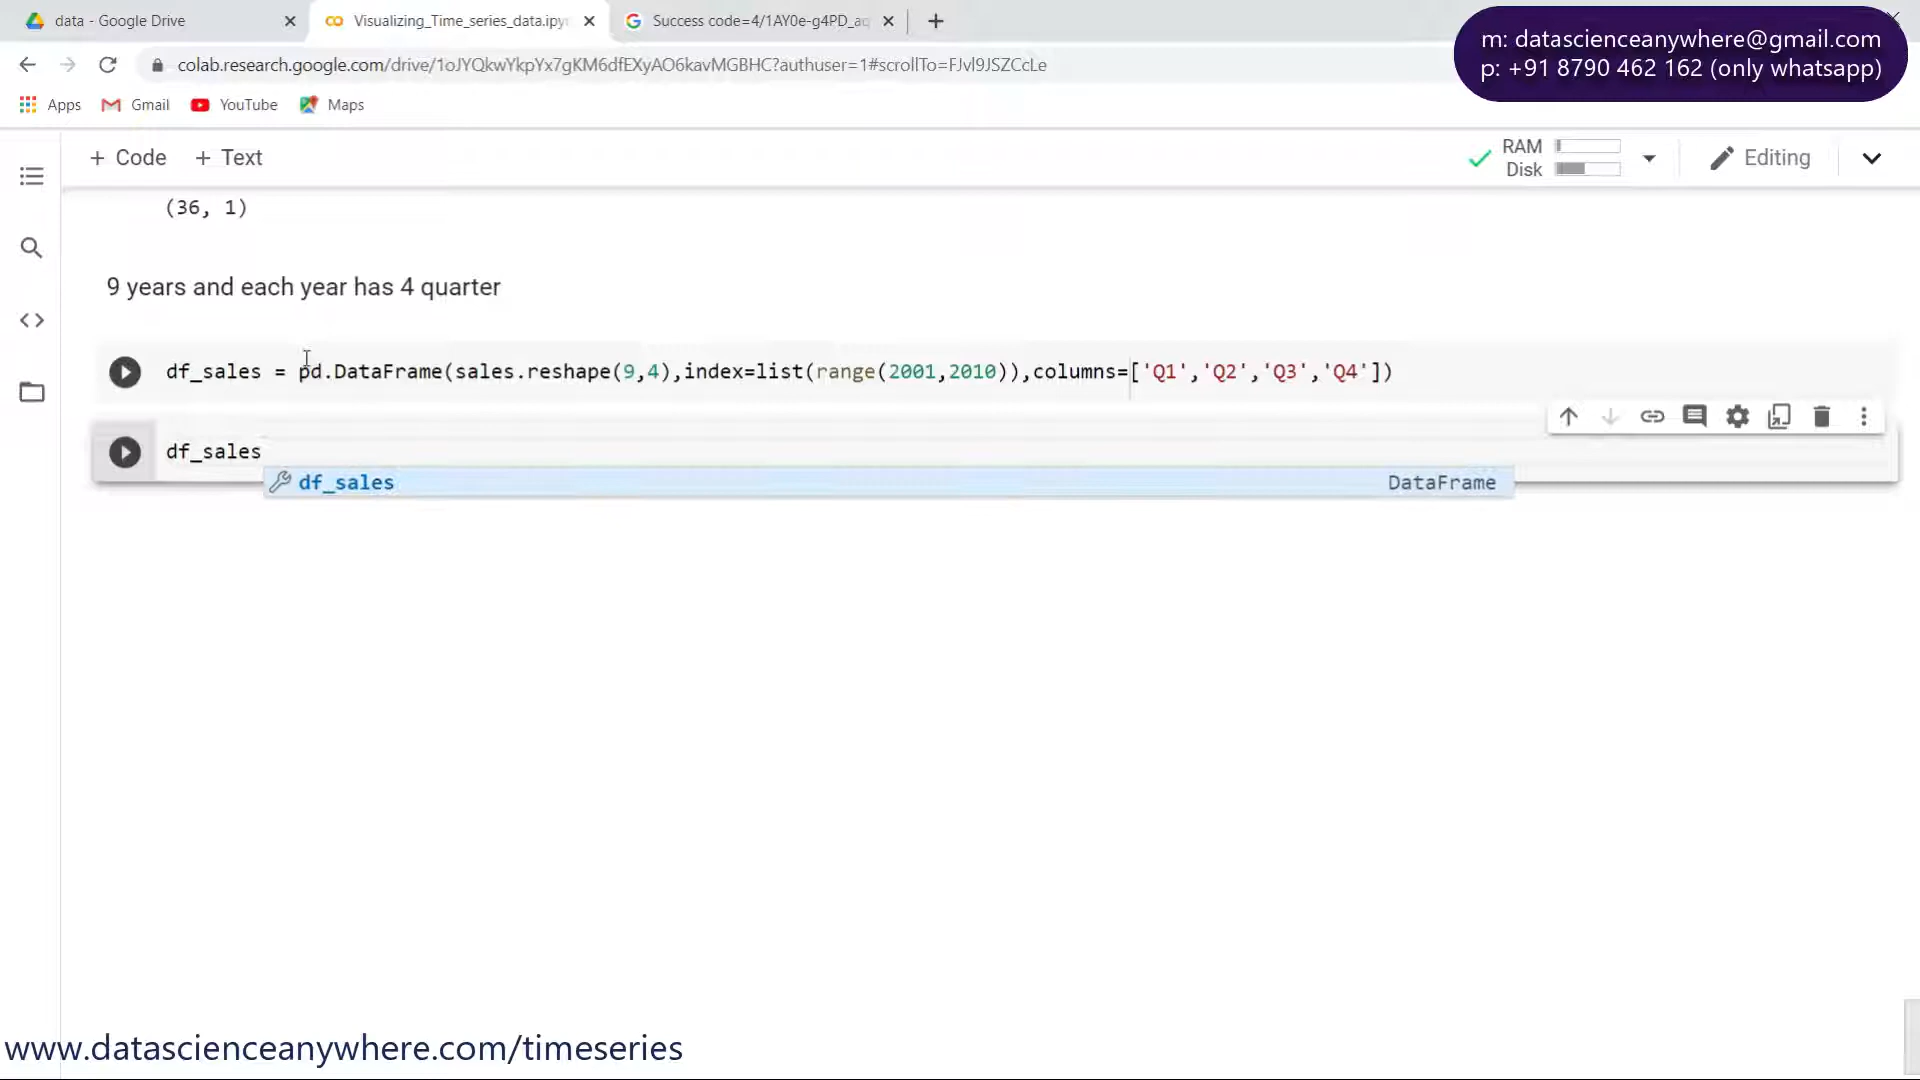 data - Google Drive
Visualizing_Time_series_data.ipy
Success code=4/1AY0e-g4PD_a
m: datascienceanywhere@gmail.com
p: +91 8790 462 162 (only whatsapp)
colab.research.google.com/drive/1oJYQkwYkpYx7gKM6dfEXyAO6kavMGBHC?authuser=1#scrollTo=FJvl9JSZCcLe
Apps Gmail YouTube Maps
+ Code + Text
RAM
Disk
Editing
(36, 1)
9 years and each year has 4 quarter
df_sales = pd.DataFrame(sales.reshape(9,4),index=list(range(2001,2010)),columns=['Q1','Q2','Q3','Q4'])
df_sales
df_sales DataFrame
www.datascienceanywhere.com/timeseries